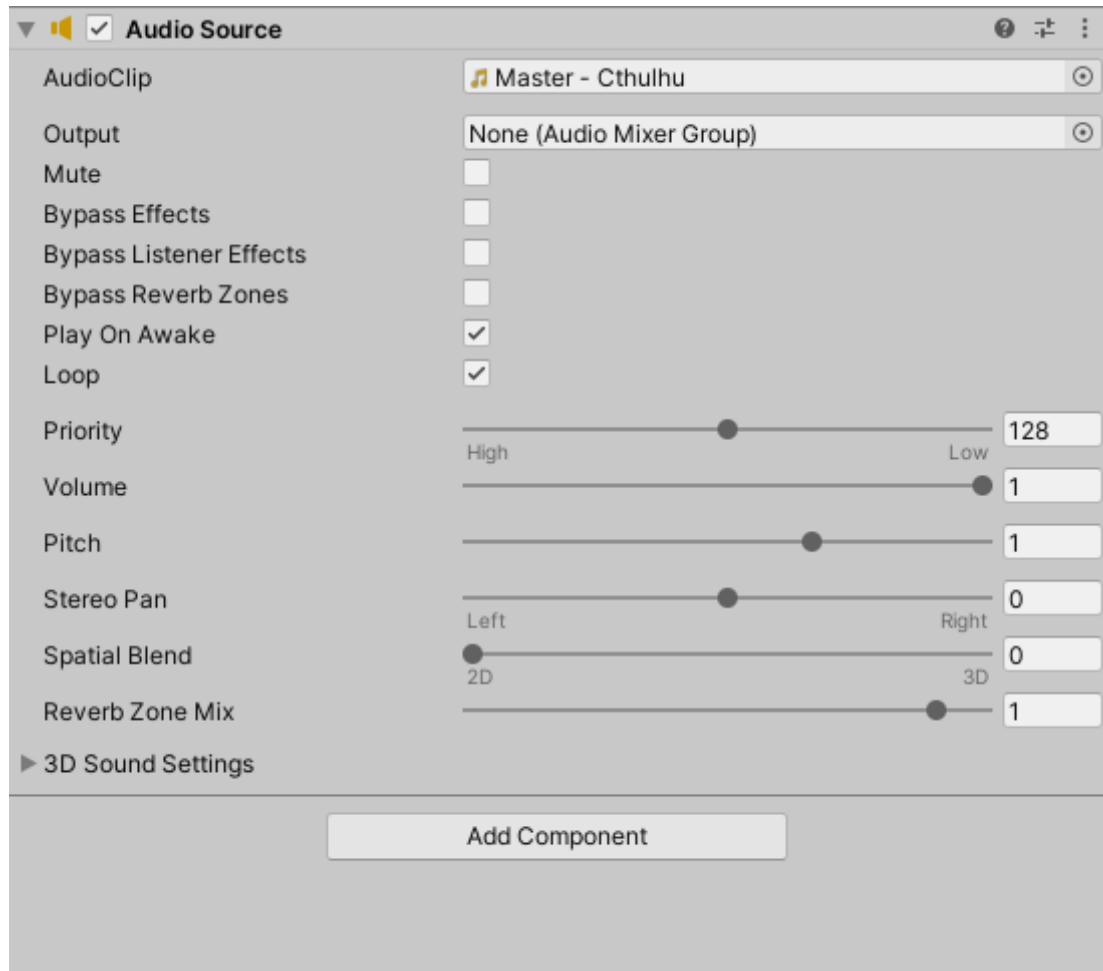 Audio Source
AudioClip Master - Cthulhu
Output None (Audio Mixer Group)
Mute
Bypass Effects
Bypass Listener Effects
Bypass Reverb Zones
Play On Awake
Loop
Priority 128
High Low
Volume 1
Pitch 1
Stereo Pan 0
Left Right
Spatial Blend 0
2D 3D
Reverb Zone Mix 1
3D Sound Settings
Add Component